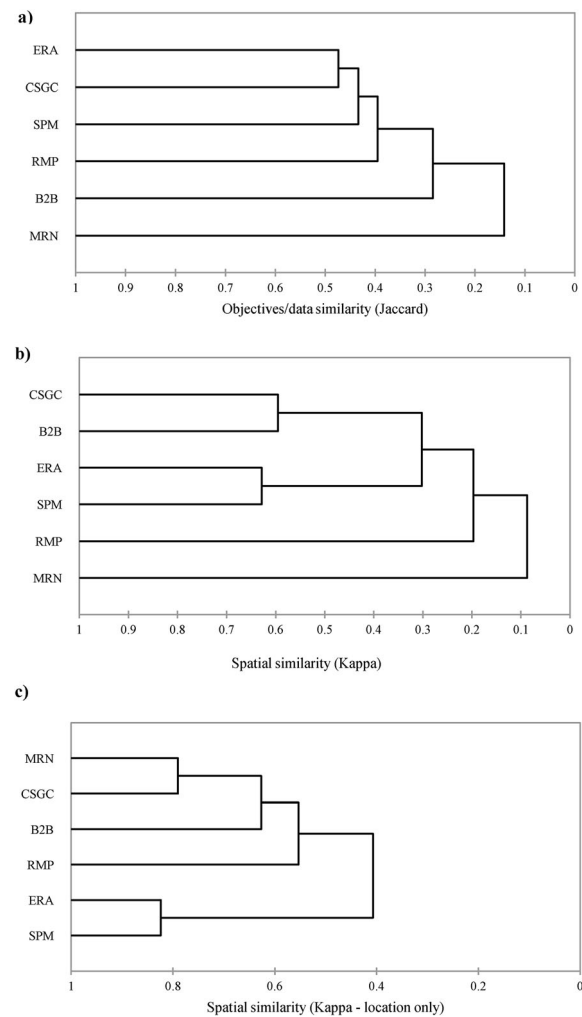 a)
ERA
CSGC
SPM
RMP
B2B
MRN
1 0.9 0.8 0.7 0.6 0.5 0.4 0.3 0.2 0.1 0
Objectives/data similarity (Jaccard)
b)
CSGC
B2B
ERA
SPM
RMP
MRN
1 0.9 0.8 0.7 0.6 0.5 0.4 0.3 0.2 0.1 0
Spatial similarity (Kappa)
c)
MRN
CSGC
B2B
RMP
ERA
SPM
1 0.8 0.6 0.4 0.2 0
Spatial similarity (Kappa - location only)